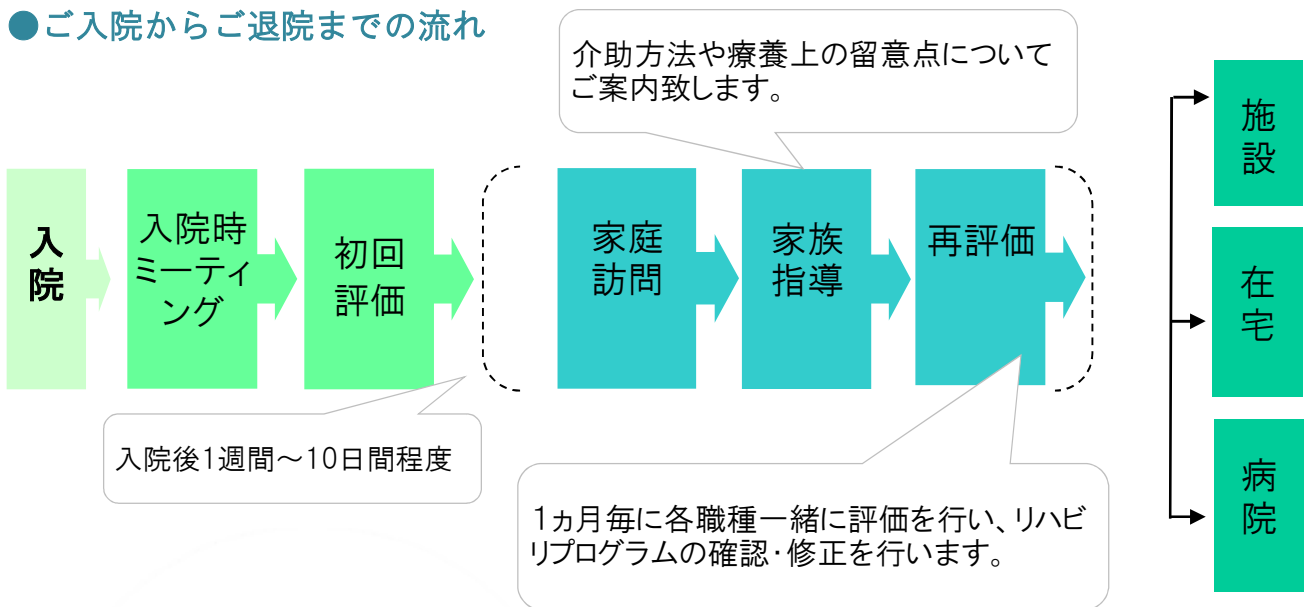 ●ご入院からご退院までの流れ
介助方法や療養上の留意点について
ご案内致します。
入
院
入院時
ミーティ
ング
初回
評価
家庭
訪問
家族
指導
再評価
施
設
在
宅
病
院
入院後1週間～10日間程度
1ヵ月毎に各職種一緒に評価を行い、リハビ
リプログラムの確認・修正を行います。